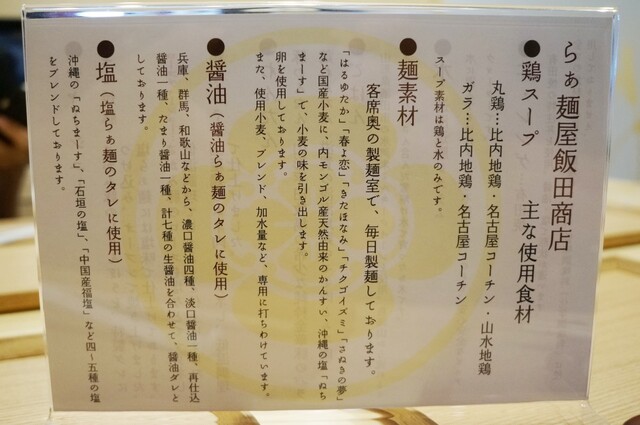 らぁ麺屋飯田商店
主な使用食材
●鶏スープ
丸鶏…比内地鶏・名古屋コーチン・山水地鶏
ガラ…比内地鶏・名古屋コーチン
スープ素材は鶏と水のみです。
●麺素材
客席奥の製麺室で、毎日製麺しております。
「はるゆたか」「春よ恋」「きたほなみ」「チクゴイズミ」「さぬきの夢」
など国産小麦に、内モンゴル産天然由来のかんすい、沖縄の塩「ぬち
まーす」で、小麦の味を引き出します。
卵を使用しております。
また、使用小麦、ブレンド、加水量など、専用に打ちわけています。
●醤油（醤油らぁ麺のタレに使用）
兵庫、群馬、和歌山などから、濃口醤油四種、淡口醤油一種、再仕込
醤油一種、たまり醤油一種、計七種の生醤油を合わせて、醤油ダレと
しております。
●塩（塩らぁ麺のタレに使用）
沖縄の「ぬちまーす」、「石垣の塩」、「中国産福塩」など四～五種の塩
をブレンドしております。